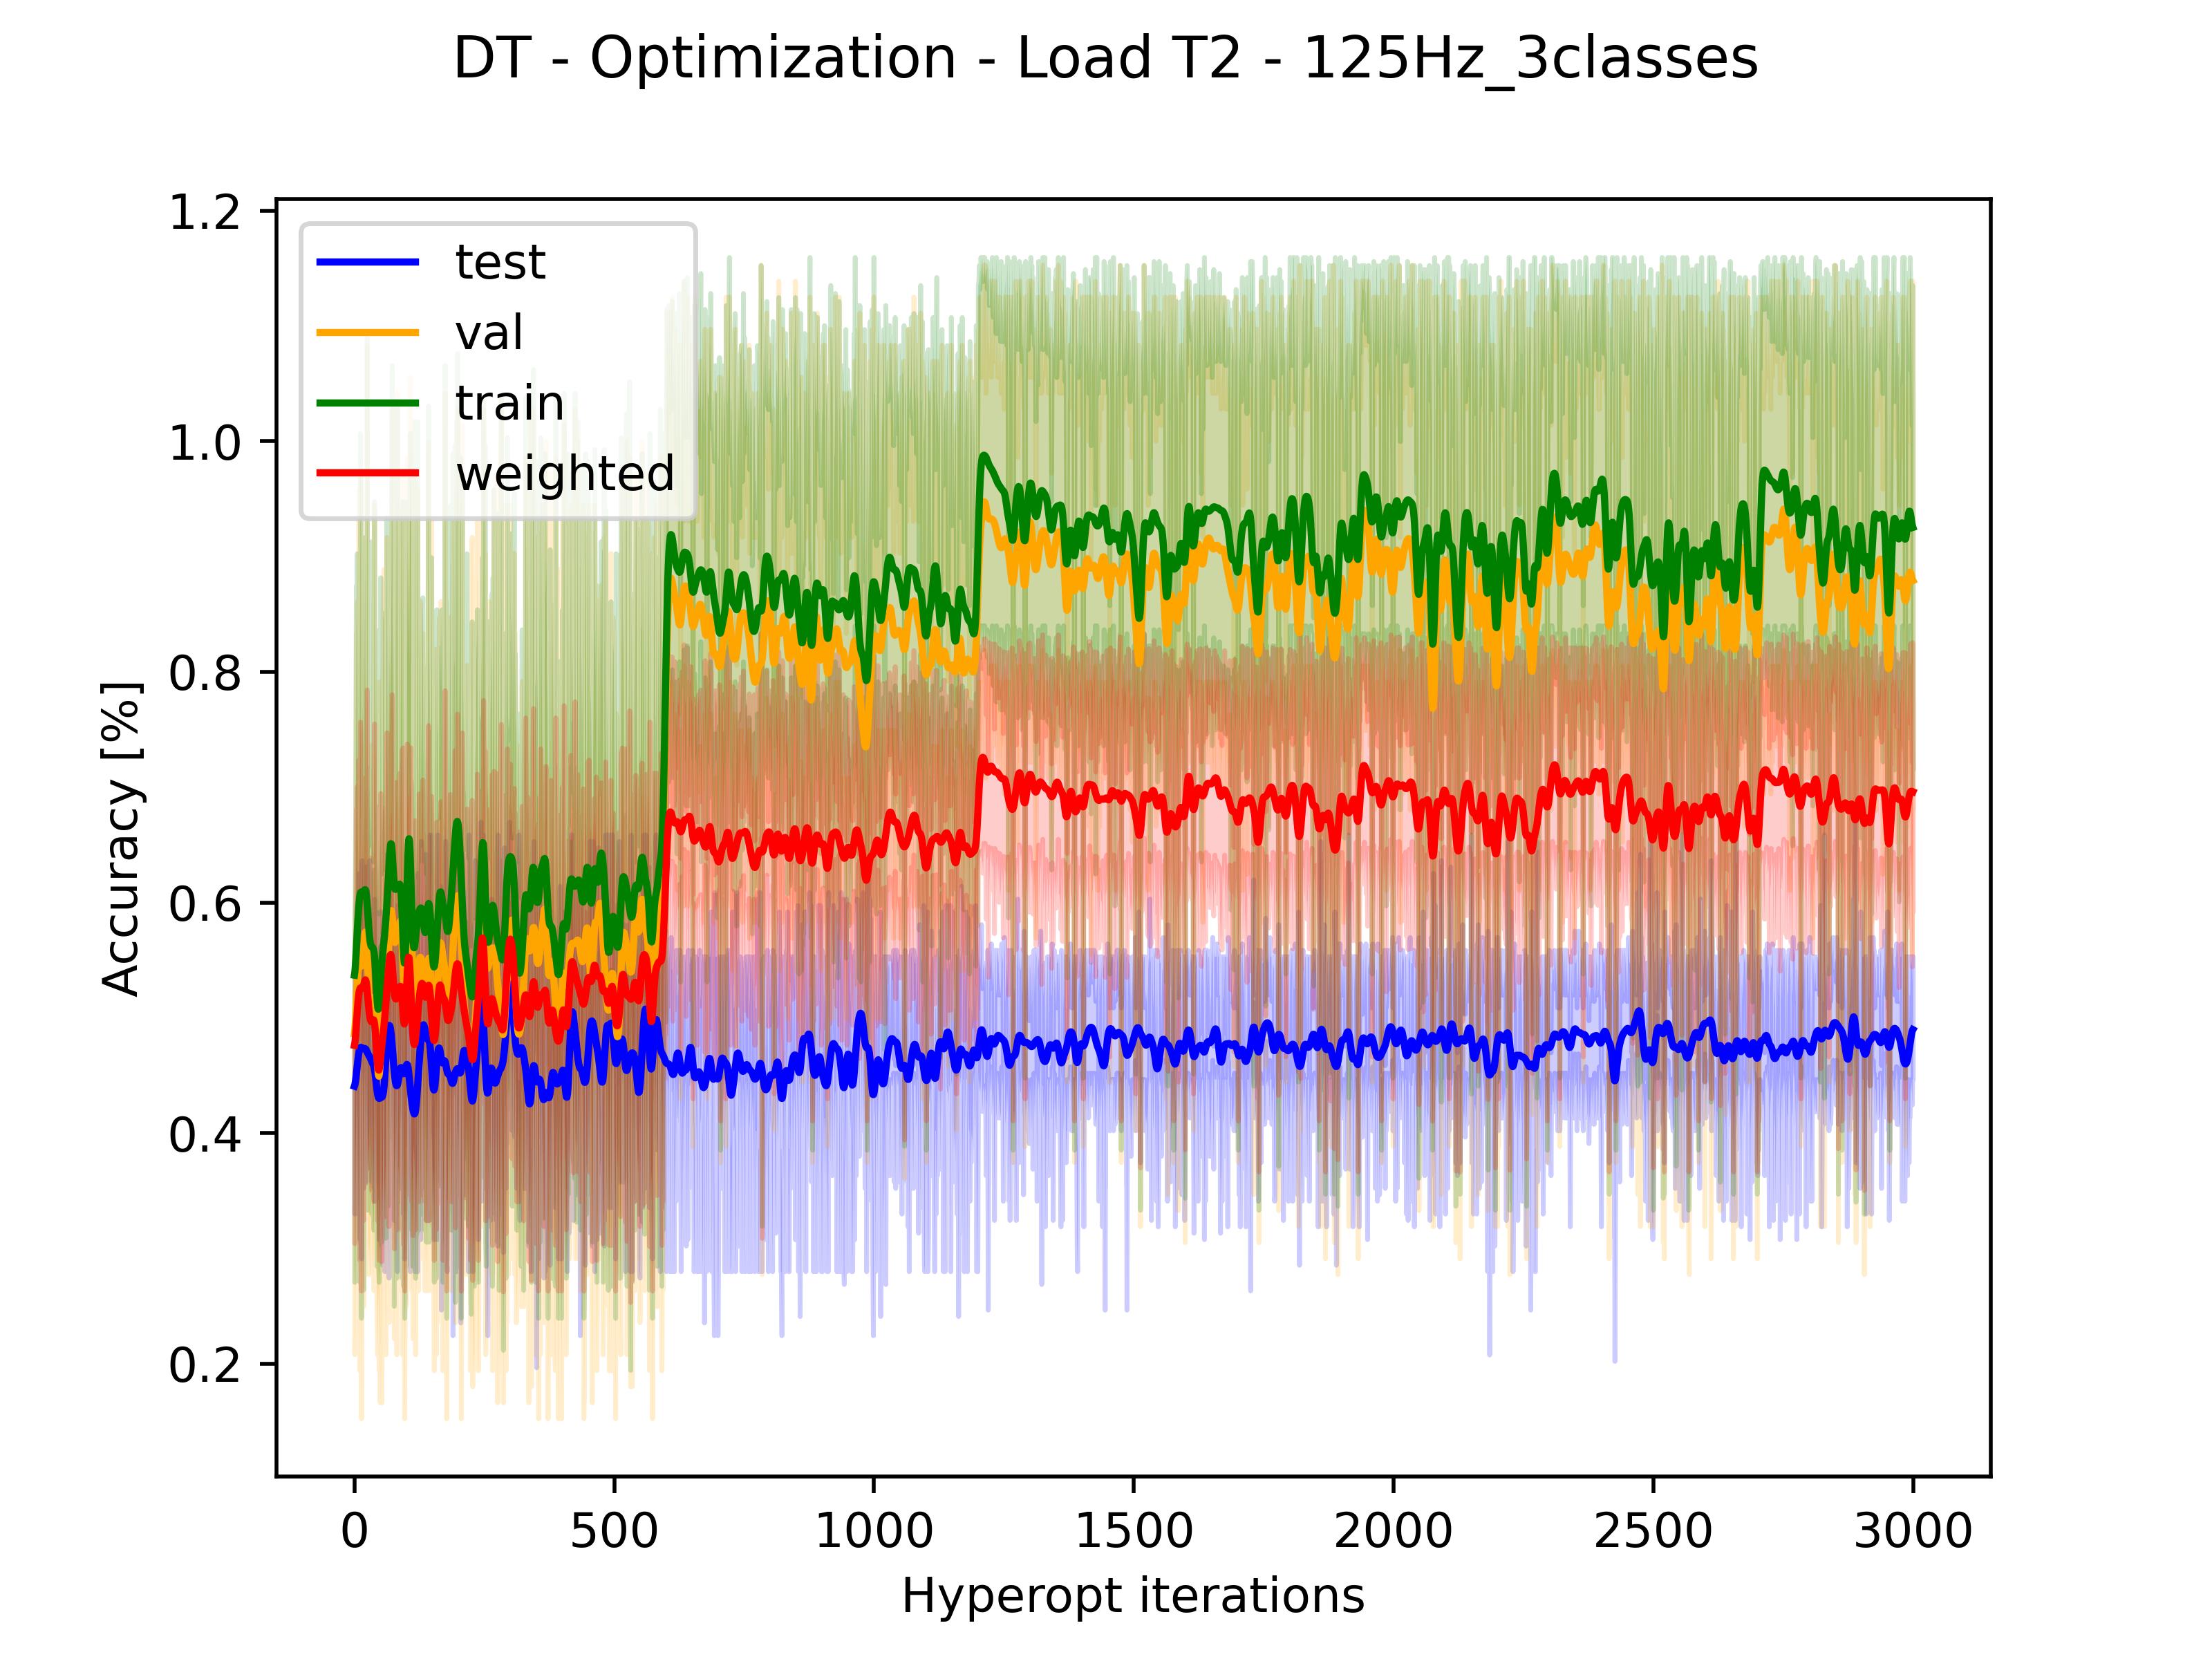 DT - Optimization - Load T2 - 125Hz_3classes
1.2
1.0
0.8
0.6
0.4
0.2
Accuracy [%]
test
val
train
weighted
0 500 1000 1500 2000 2500 3000
Hyperopt iterations